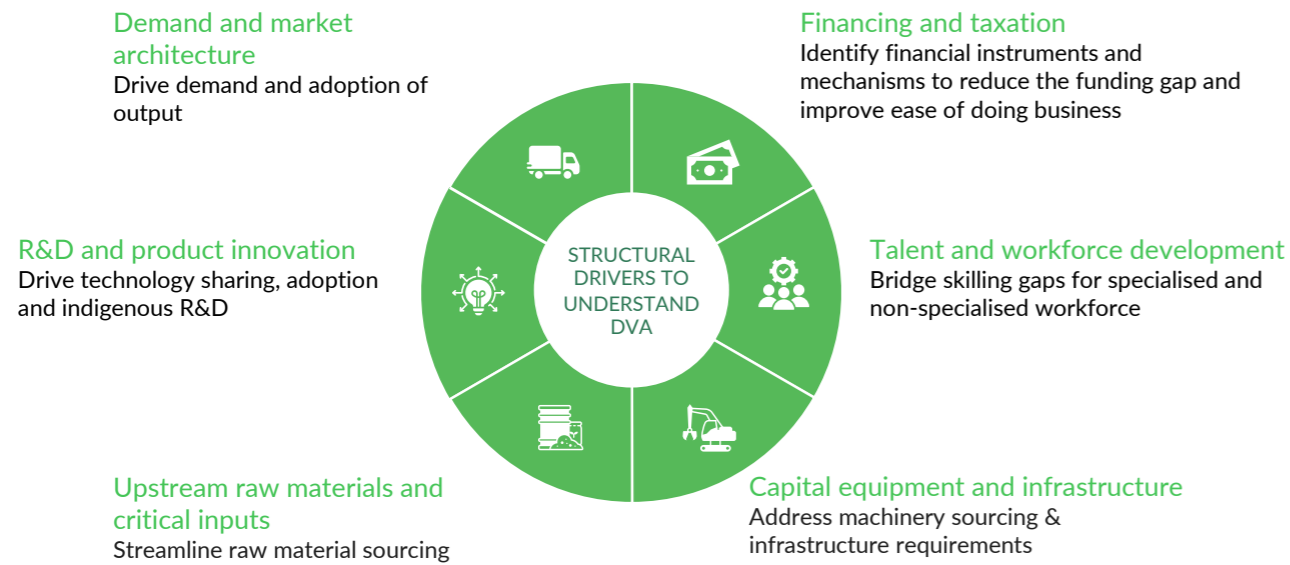 Demand and market
architecture
Drive demand and adoption of
output
Financing and taxation
Identify financial instruments and
mechanisms to reduce the funding gap and
improve ease of doing business
R&D and product innovation
Drive technology sharing, adoption
and indigenous R&D
STRUCTURAL
DRIVERS TO
UNDERSTAND
DVA
Talent and workforce development
Bridge skilling gaps for specialised and
non-specialised workforce
Upstream raw materials and
critical inputs
Streamline raw material sourcing
Capital equipment and infrastructure
Address machinery sourcing &
infrastructure requirements